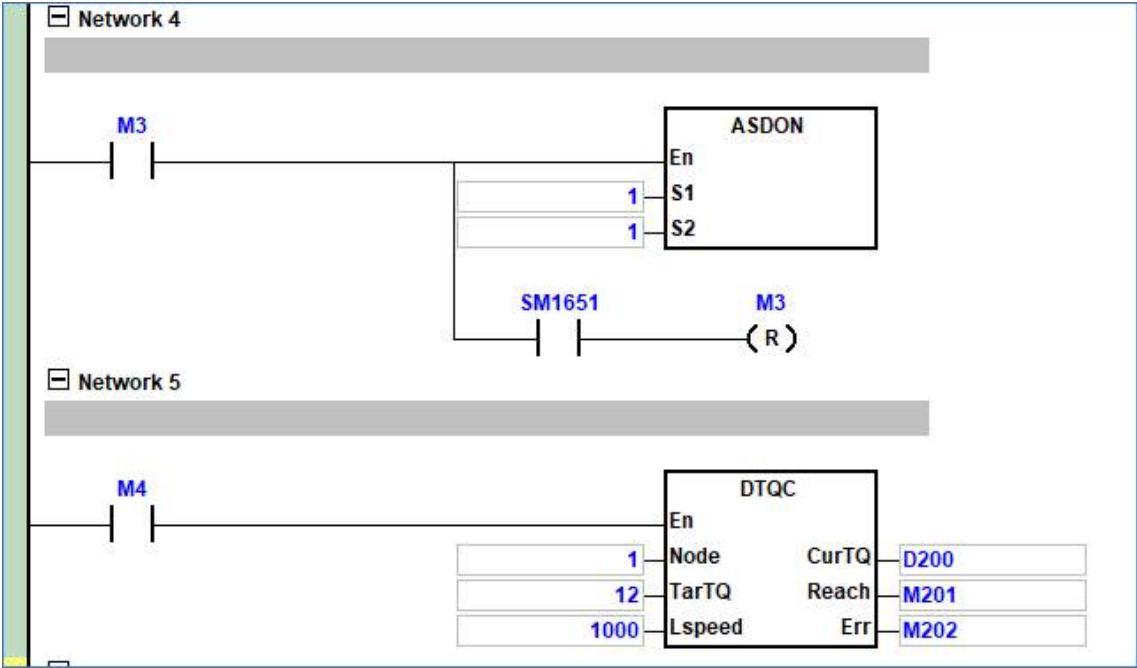 Network 4
M3
ASDON
En
1 S1
1 S2
SM1651 M3
( R )
Network 5
M4
DTQC
En
1 Node CurTQ D200
12 TarTQ Reach M201
1000 Lspeed Err M202